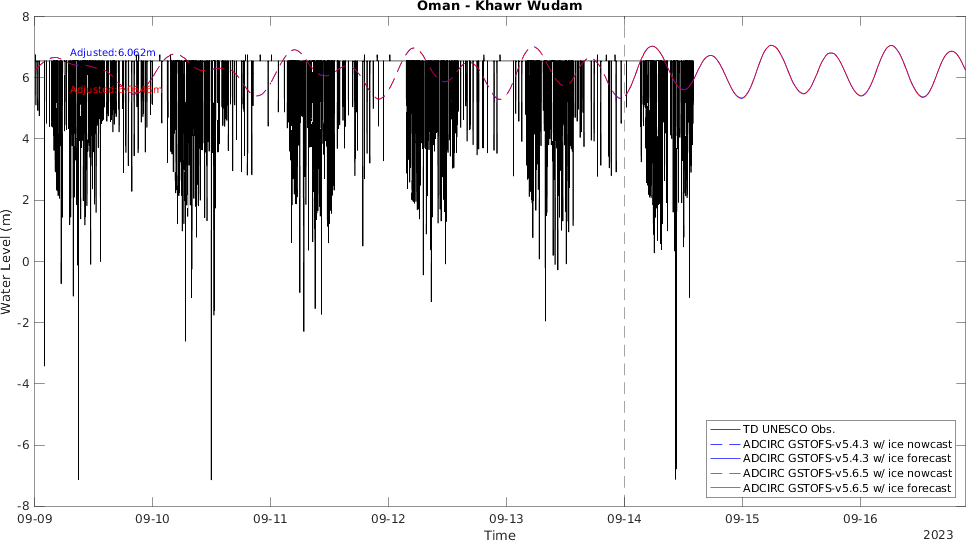 Oman - Khawr Wudam
8
6
4
2
0
-2
-4
-6
-8
Water Level (m)
Adjusted:6.062m
09-09
09-10
09-11
09-12
09-13
09-14
09-15
09-16
Time
2023
TD UNESCO Obs.
ADCIRC GSTOFS-v5.4.3 w/ ice nowcast
ADCIRC GSTOFS-v5.4.3 w/ ice forecast
ADCIRC GSTOFS-v5.6.5 w/ ice nowcast
ADCIRC GSTOFS-v5.6.5 w/ ice forecast